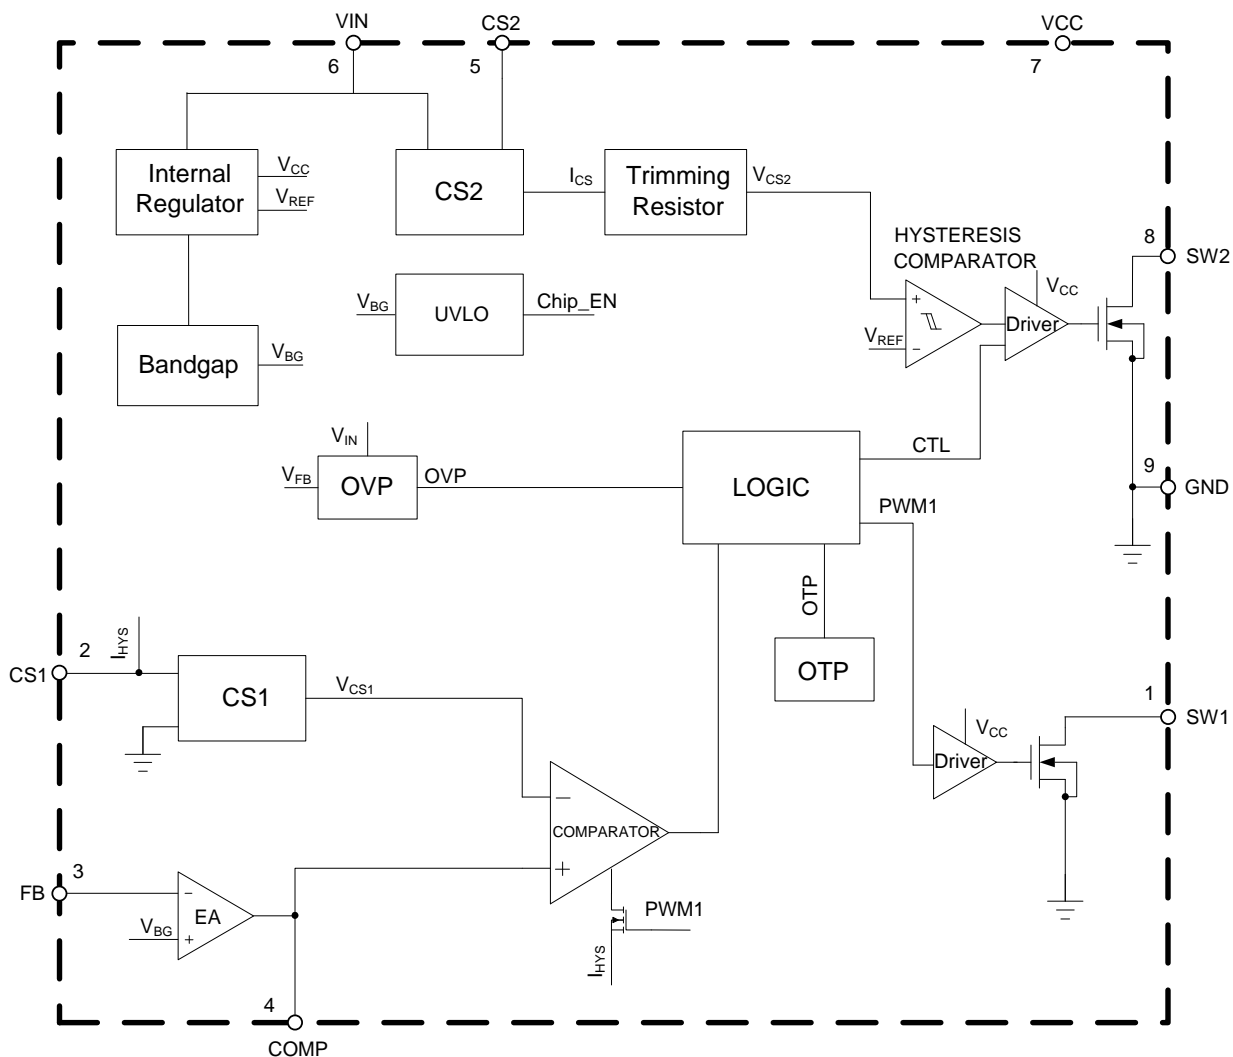 VIN
CS2
VCC
6
5
7
Internal
Regulator
VCC
VREF
CS2
ICS
Trimming
Resistor
VCS2
HYSTERESIS
COMPARATOR
8
SW2
VCC
+
Driver
VREF
−
VBG
UVLO
Chip_EN
Bandgap
VBG
VIN
VFB
OVP
OVP
LOGIC
CTL
PWM1
9
GND
OTP
OTP
IHYS
2
CS1
CS1
VCS1
1
SW1
VCC
Driver
−
COMPARATOR
+
3
FB
−
EA
VBG
+
PWM1
IHYS
4
COMP